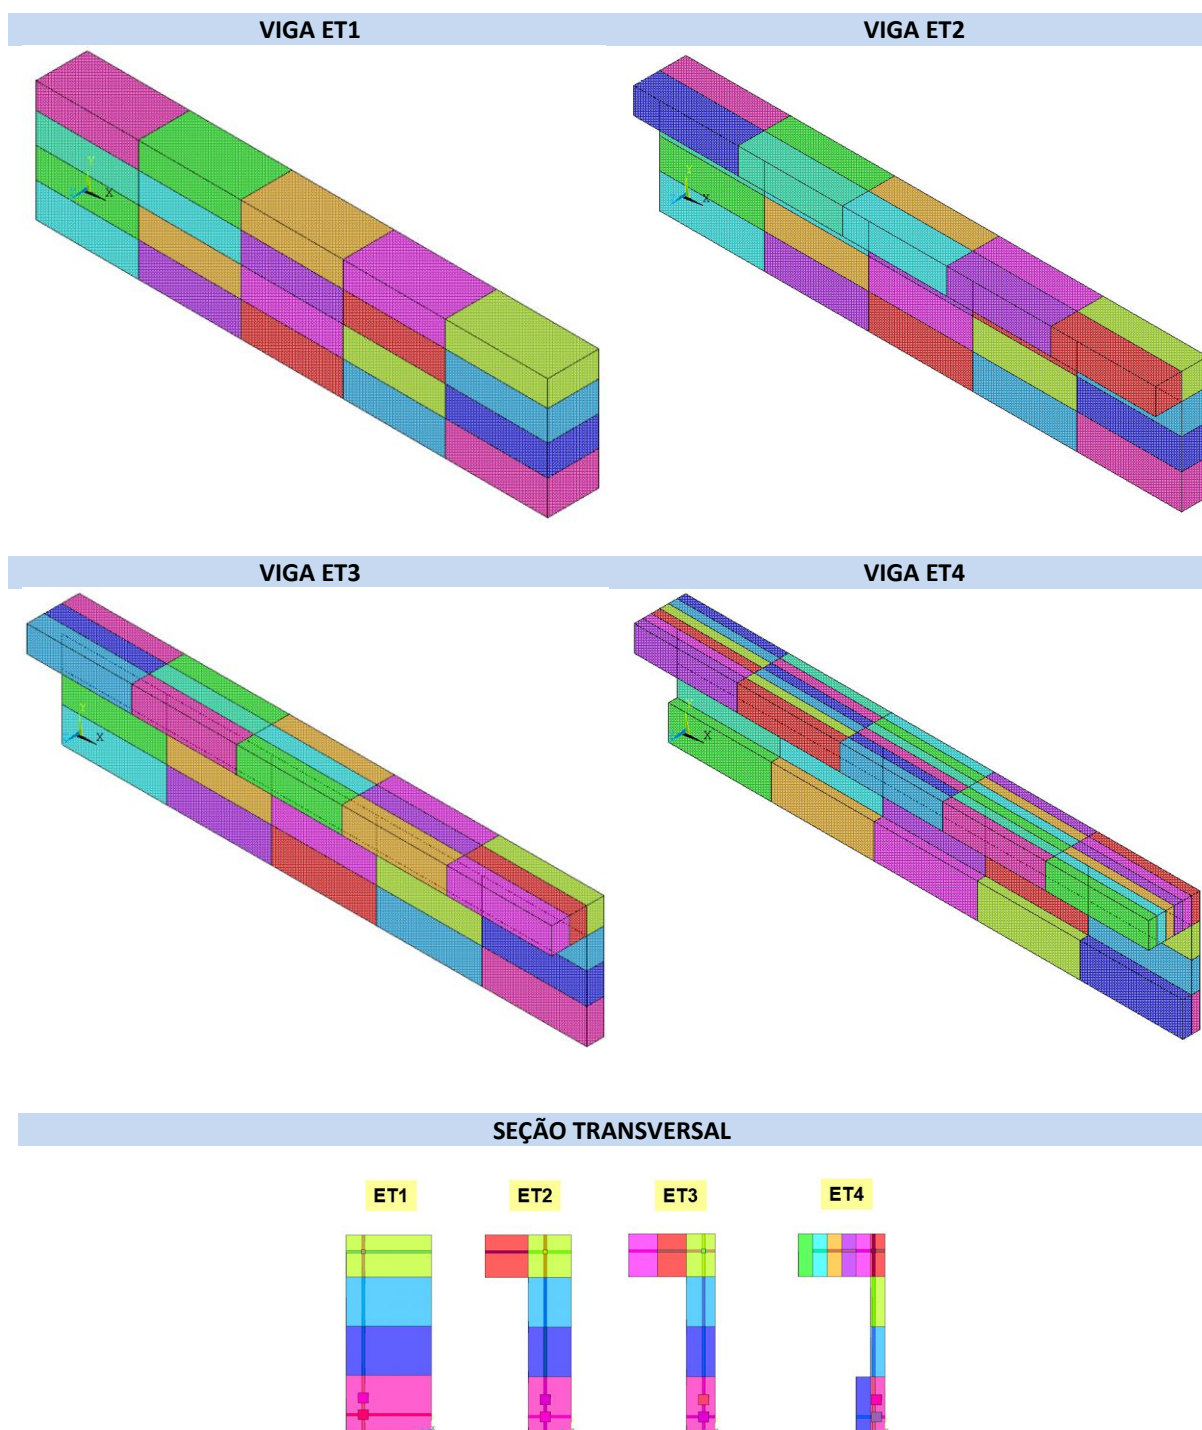 VIGA ET1
VIGA ET2
Y
X
Z
Y
X
Z
VIGA ET3
VIGA ET4
Y
X
Y
X
SEÇÃO TRANSVERSAL
ET1
ET2
ET3
ET4